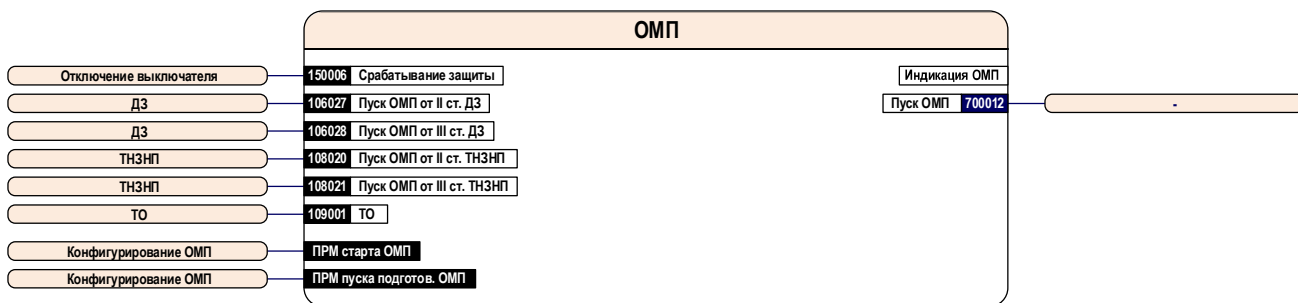 ОМП
Отключение выключателя 150006 Срабатывание защиты Индикация ОМП
ДЗ 106027 Пуск ОМП от II ст. ДЗ Пуск ОМП 700012 -
ДЗ 106028 Пуск ОМП от III ст. ДЗ
ТНЗНП 108020 Пуск ОМП от II ст. ТНЗНП
ТНЗНП 108021 Пуск ОМП от III ст. ТНЗНП
ТО 109001 ТО
Конфигурирование ОМП ПРМ старта ОМП
Конфигурирование ОМП ПРМ пуска подготов. ОМП